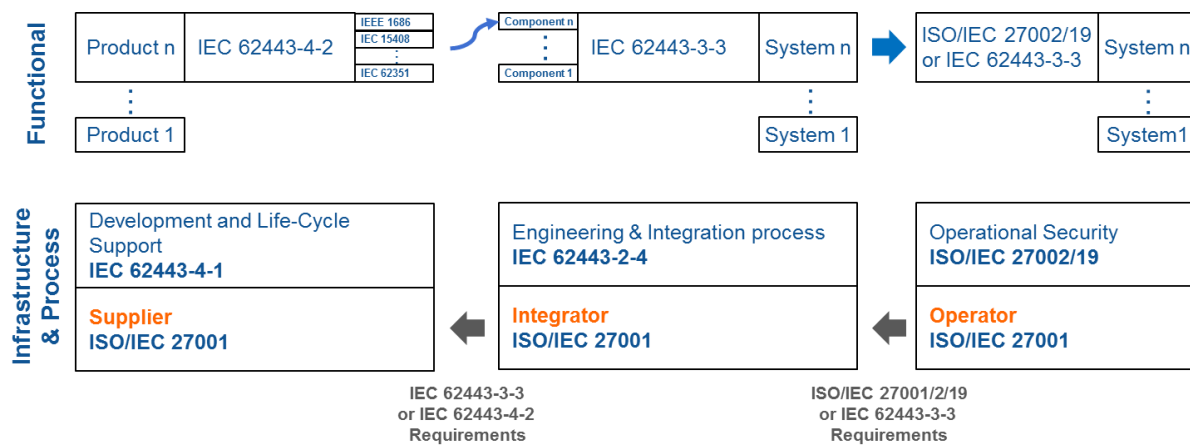 Functional
Product n
IEC 62443-4-2
IEEE 1686
IEC 15408
IEC 62351
Product 1
Component n
Component 1
IEC 62443-3-3
System n
System 1
ISO/IEC 27002/19
or IEC 62443-3-3
System n
System1
Infrastructure
& Process
Development and Life-Cycle
Support
IEC 62443-4-1
Supplier
ISO/IEC 27001
Engineering & Integration process
IEC 62443-2-4
Integrator
ISO/IEC 27001
Operational Security
ISO/IEC 27002/19
Operator
ISO/IEC 27001
IEC 62443-3-3
or IEC 62443-4-2
Requirements
ISO/IEC 27001/2/19
or IEC 62443-3-3
Requirements